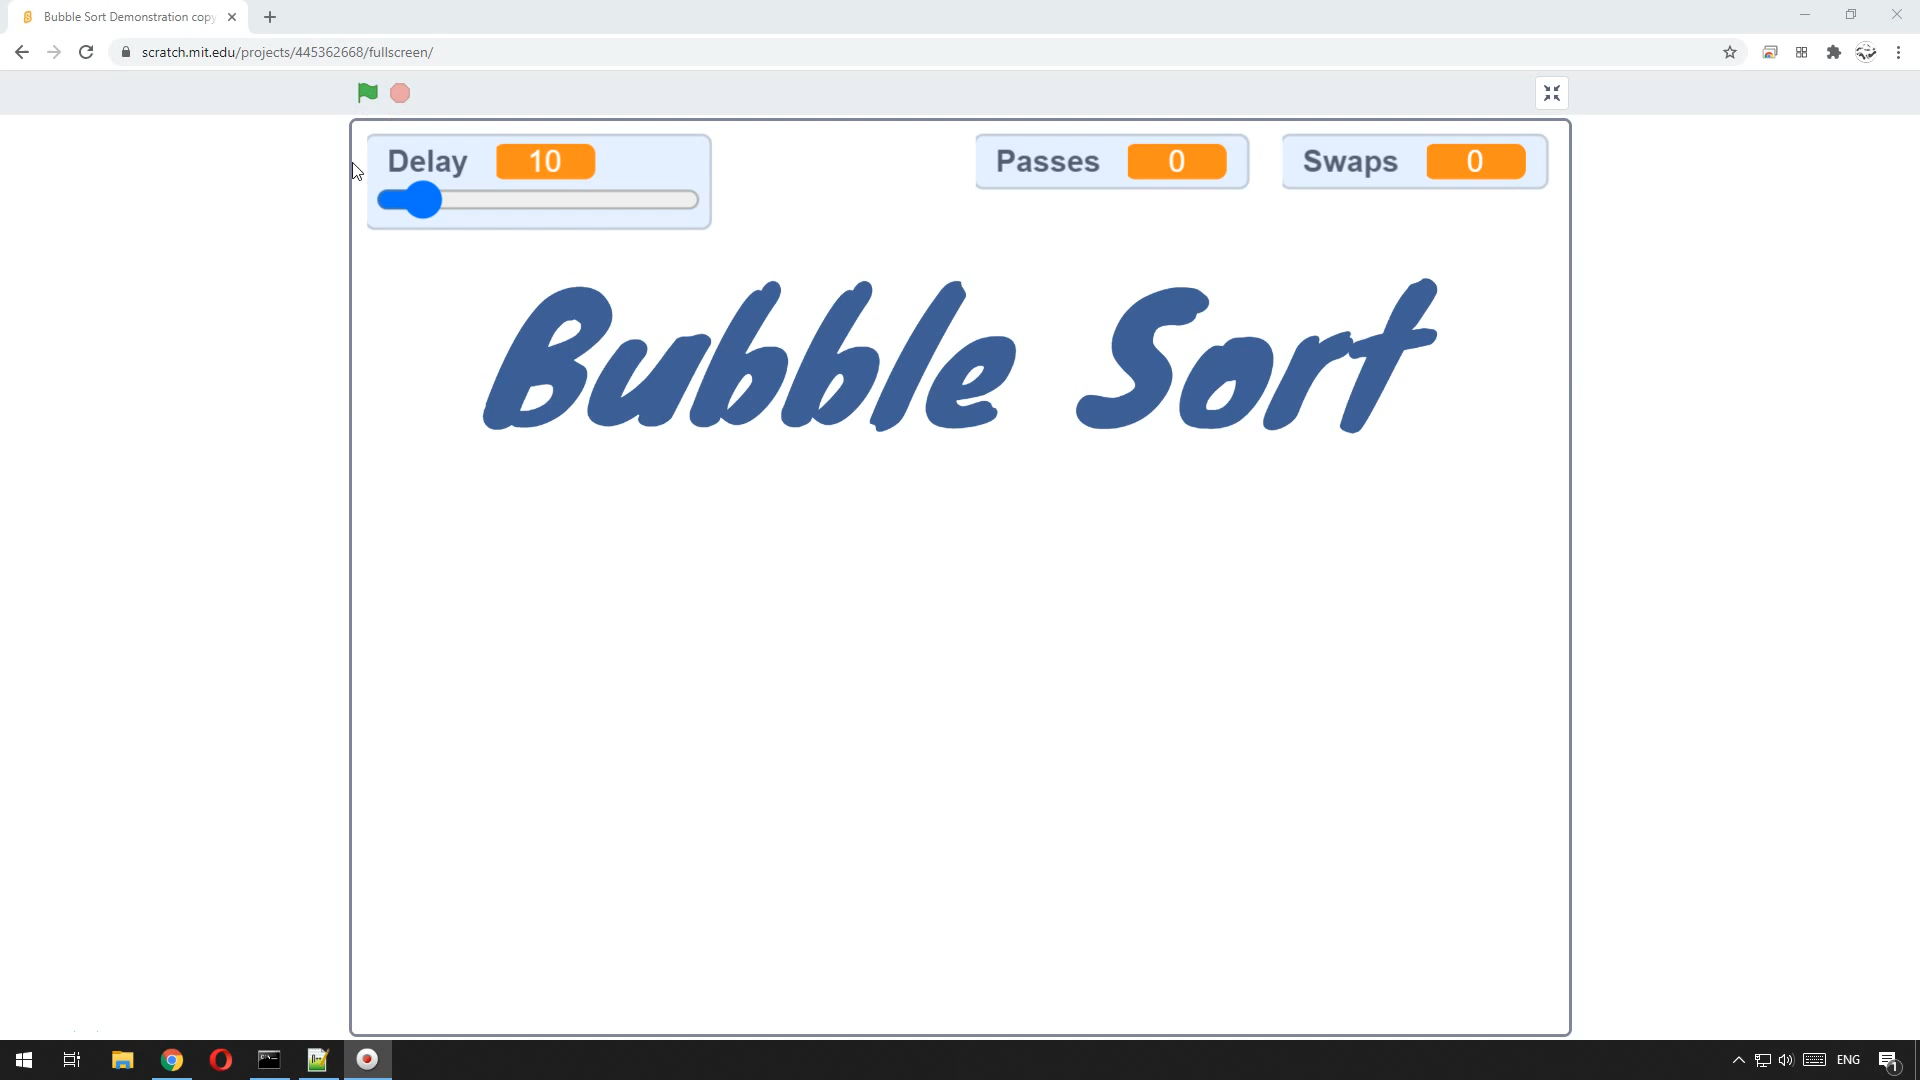 Bubble Sort Demonstration copy
scratch.mit.edu/projects/445362668/fullscreen/
Delay 10
Passes 0
Swaps 0
Bubble Sort
ENG
1